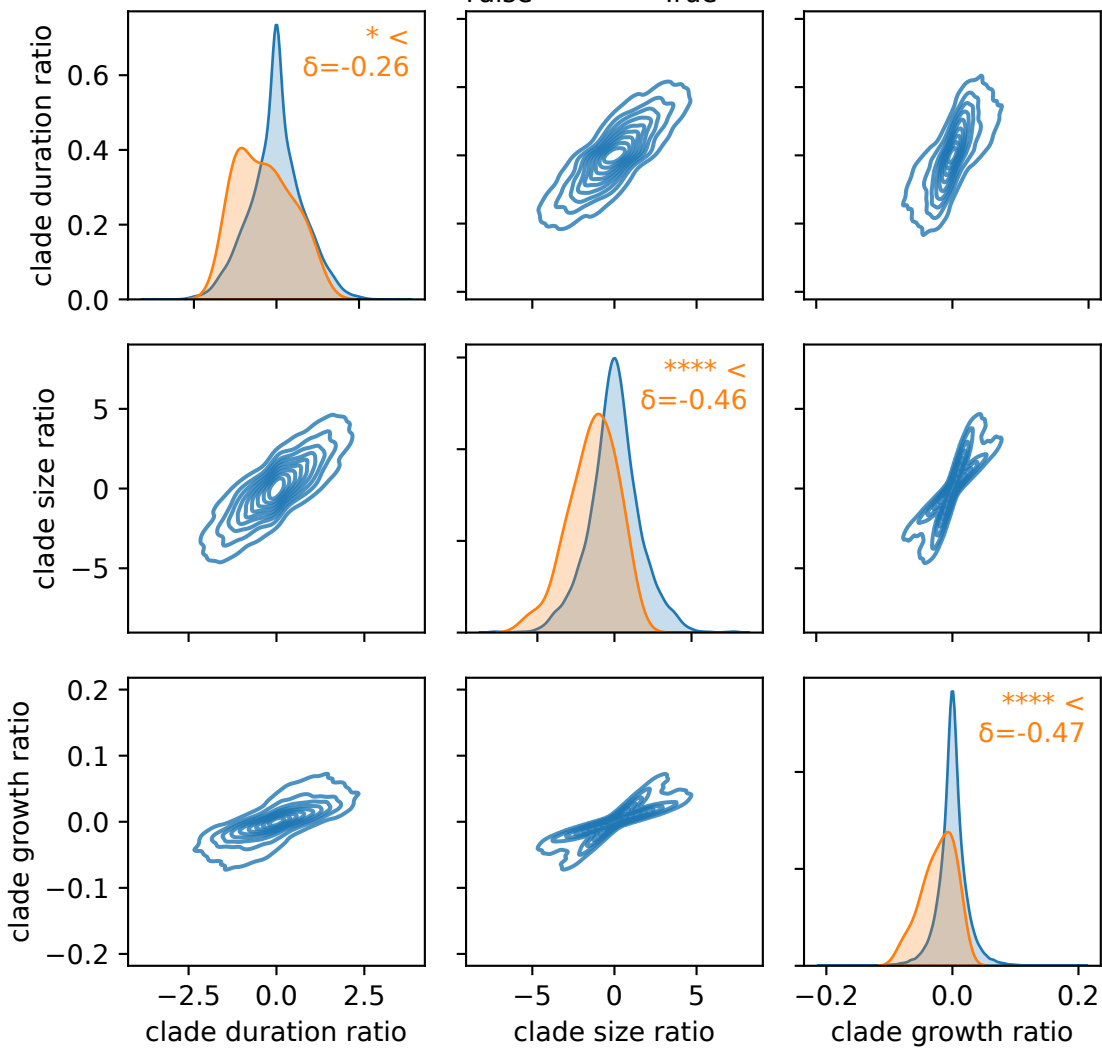 True
clade duration ratio
0.6
0.4
0.2
0.0
* <
δ=-0.26
clade size ratio
5
0
−5
**** <
δ=-0.46
clade growth ratio
0.2
0.1
0.0
−0.1
−0.2
**** <
δ=-0.47
−2.5 0.0 2.5
−5 0 5
−0.2 0.0 0.2
clade duration ratio
clade size ratio
clade growth ratio